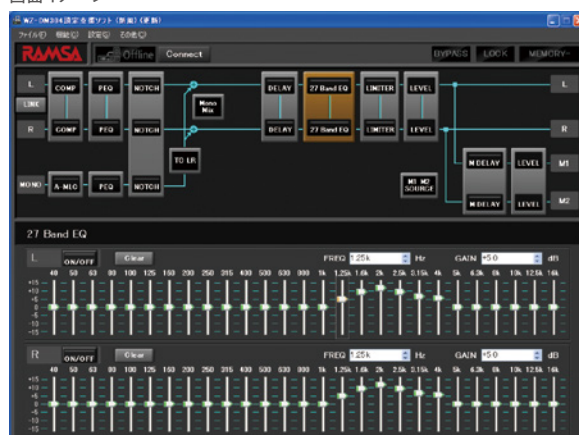 画面イメージ
WZ-DM304設定支援ソフト (新規) (更新)
ファイル(F) 機能(U) 設定(S) その他(O)
RAMSA Offline Connect BYPASS LOCK MEMORY-
L COMP PEQ NOTCH DELAY 27 Band EQ LIMITER LEVEL L
LINK Mono Mix
R COMP PEQ NOTCH DELAY 27 Band EQ LIMITER LEVEL R
TO LR M DELAY LEVEL M1
MONO A-MLC PEQ NOTCH M1 M2 SOURCE
M DELAY LEVEL M2
27 Band EQ
L ON/OFF Clear FREQ 1.25k Hz GAIN +5.0 dB
40 50 63 80 100 125 160 200 250 315 400 500 630 800 1k 1.25k 1.6k 2k 2.5k 3.15k 4k 5k 6.3k 8k 10k 12.5k 16k
+15
+10
+5
0
-5
-10
-15
R ON/OFF Clear FREQ 1.25k Hz GAIN +5.0 dB
40 50 63 80 100 125 160 200 250 315 400 500 630 800 1k 1.25k 1.6k 2k 2.5k 3.15k 4k 5k 6.3k 8k 10k 12.5k 16k
+15
+10
+5
0
-5
-10
-15